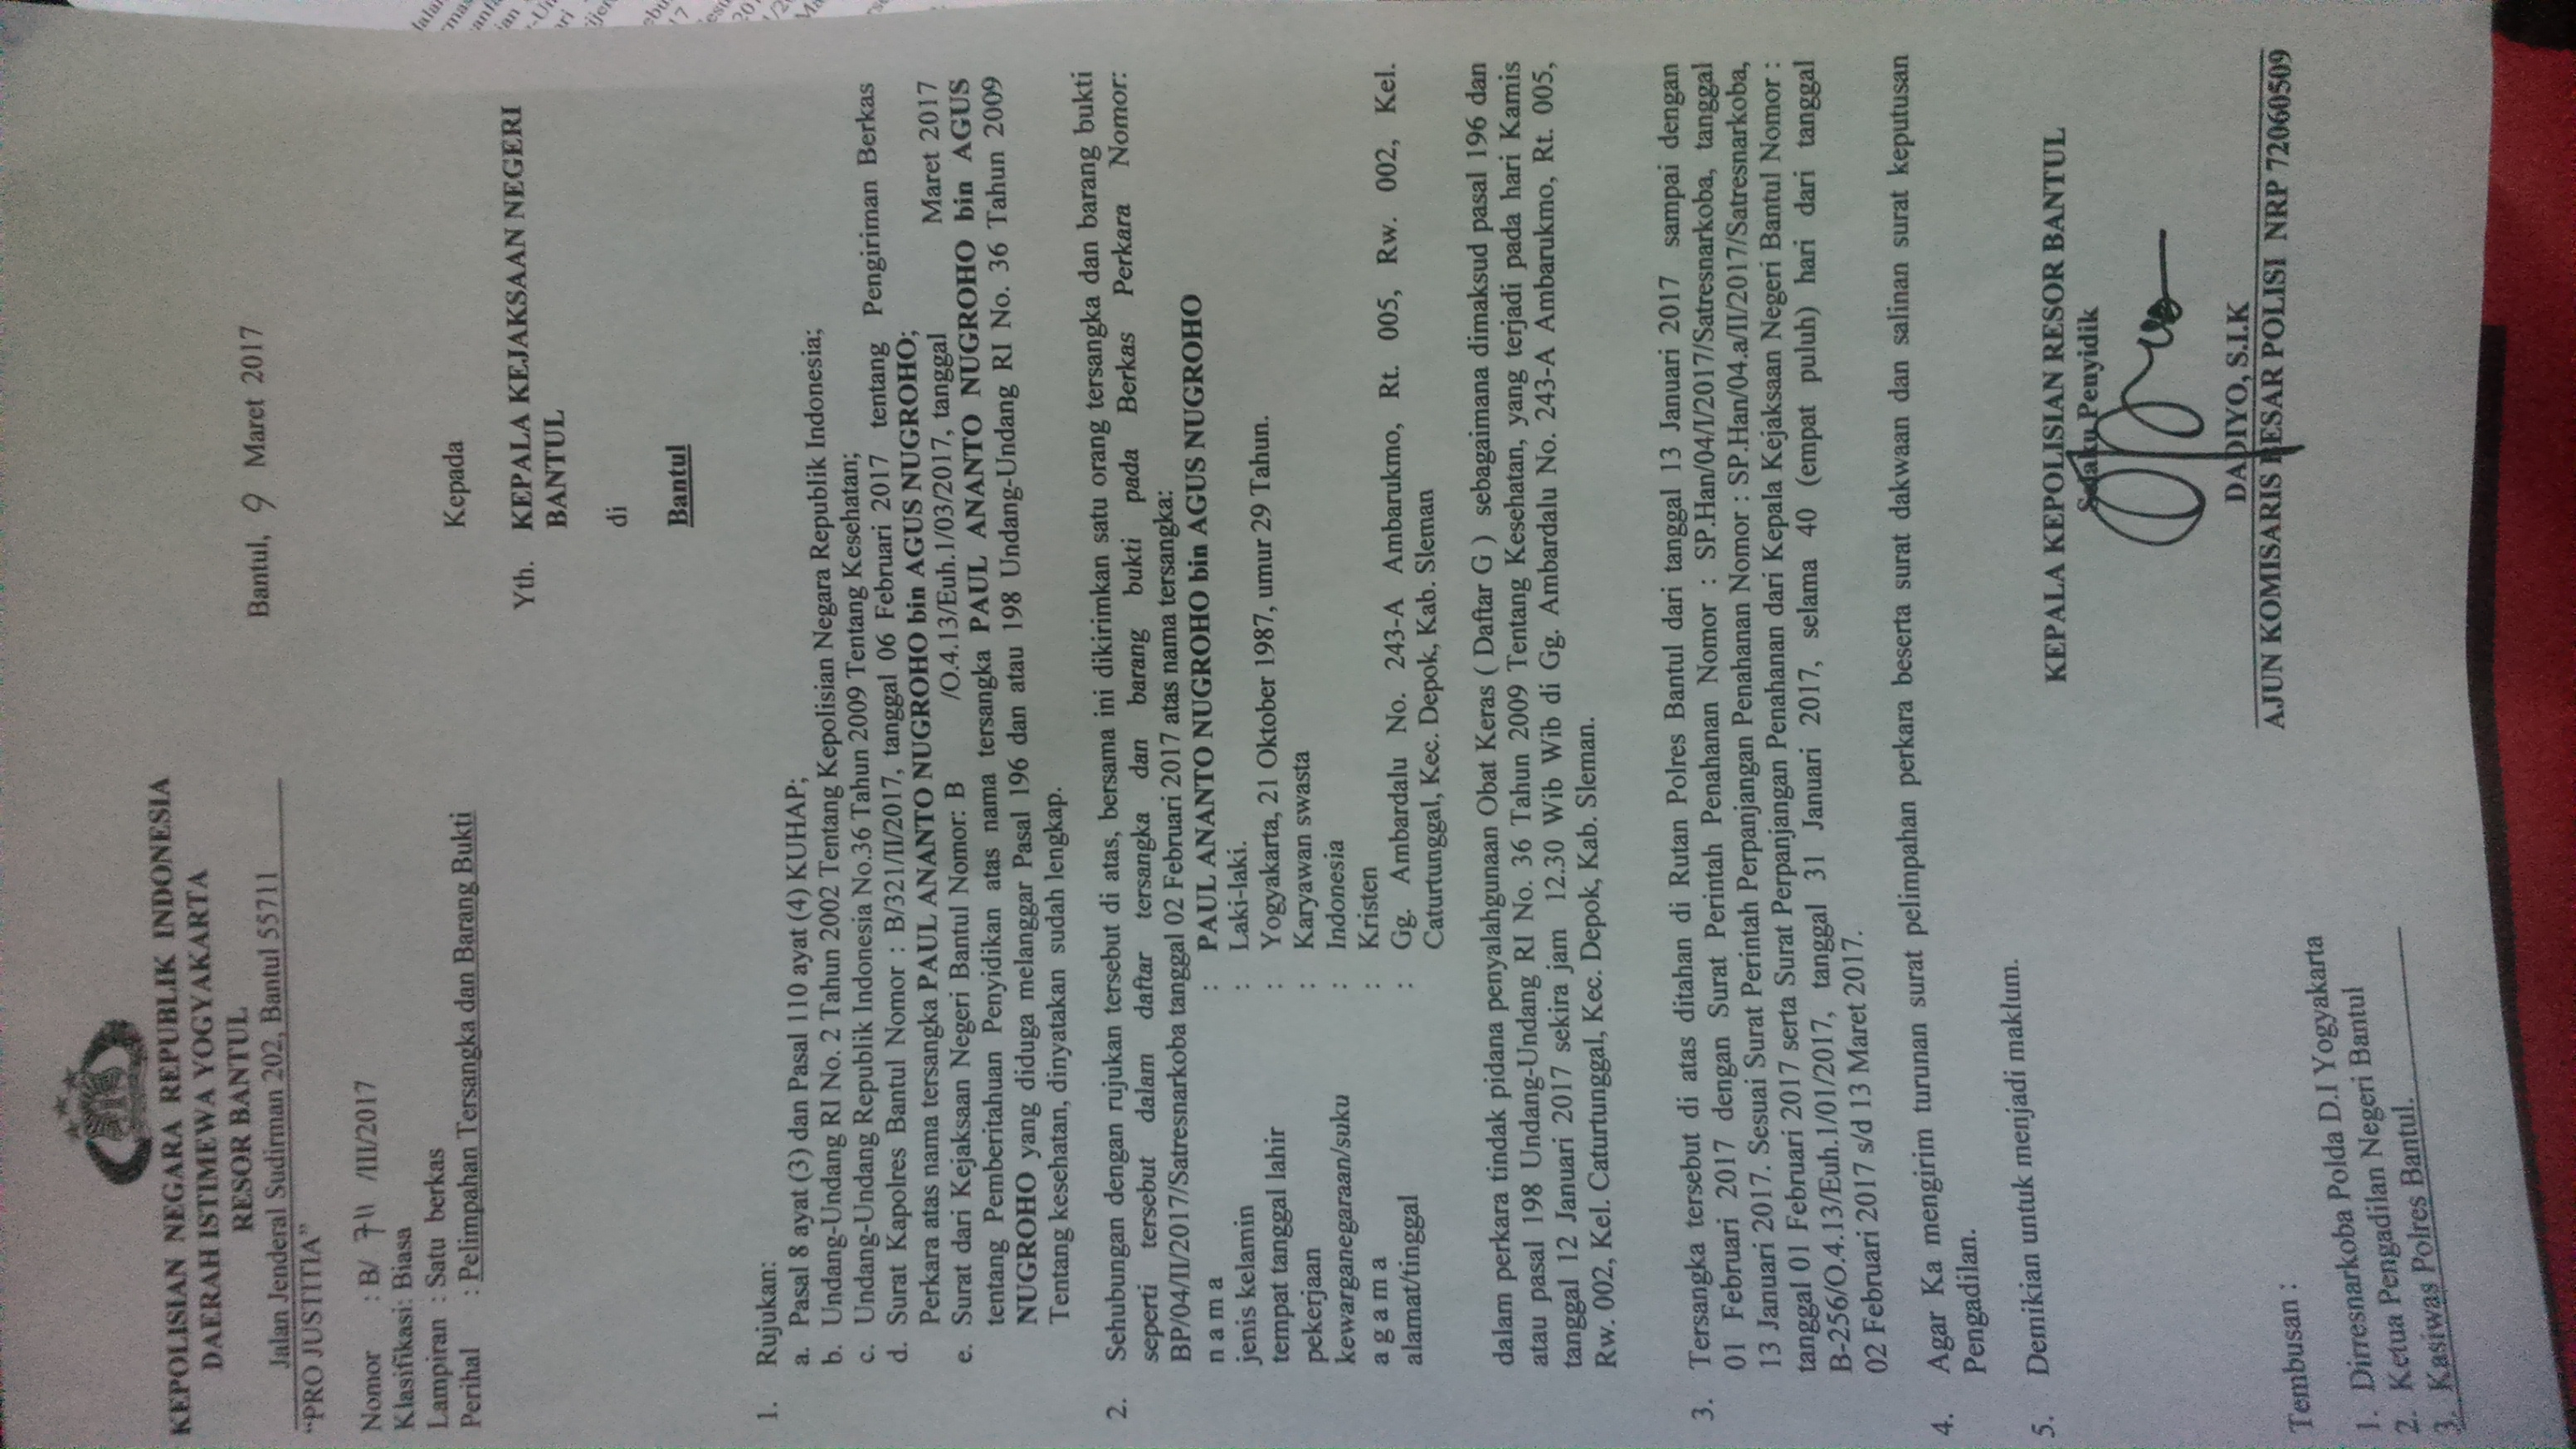 KEPOLISIAN NEGARA REPUBLIK INDONESIA
DAERAH ISTIMEWA YOGYAKARTA
RESOR BANTUL
Jalan Jenderal Sudirman 202, Bantul 55711
“PRO JUSTITIA”
Bantul, 9 Maret 2017
Nomor : B/ 711 /III/2017
Klasifikasi : Biasa
Lampiran : Satu berkas
Perihal : Pelimpahan Tersangka dan Barang Bukti
Kepada
Yth. KEPALA KEJAKSAAN NEGERI
BANTUL
di
Bantul
1. Rujukan:
a. Pasal 8 ayat (3) dan Pasal 110 ayat (4) KUHAP;
b. Undang-Undang RI No. 2 Tahun 2002 Tentang Kepolisian Negara Republik Indonesia;
c. Undang-Undang Republik Indonesia No.36 Tahun 2009 Tentang Kesehatan;
d. Surat Kapolres Bantul Nomor : B/321/II/2017, tanggal 06 Februari 2017 tentang Pengiriman Berkas
Perkara atas nama tersangka PAUL ANANTO NUGROHO bin AGUS NUGROHO;
e. Surat dari Kejaksaan Negeri Bantul Nomor: B /O.4.13/Euh.1/03/2017, tanggal Maret 2017
tentang Pemberitahuan Penyidikan atas nama tersangka PAUL ANANTO NUGROHO bin AGUS
NUGROHO yang diduga melanggar Pasal 196 dan atau 198 Undang-Undang RI No. 36 Tahun 2009
Tentang kesehatan, dinyatakan sudah lengkap.
2. Sehubungan dengan rujukan tersebut di atas, bersama ini dikirimkan satu orang tersangka dan barang bukti
seperti tersebut dalam daftar tersangka dan barang bukti pada Berkas Perkara Nomor:
BP/04/II/2017/Satresnarkoba tanggal 02 Februari 2017 atas nama tersangka:
n a m a : PAUL ANANTO NUGROHO bin AGUS NUGROHO
jenis kelamin : Laki-laki.
tempat tanggal lahir : Yogyakarta, 21 Oktober 1987, umur 29 Tahun.
pekerjaan : Karyawan swasta
kewarganegaraan/suku : Indonesia
a g a m a : Kristen
alamat/tinggal : Gg. Ambardalu No. 243-A Ambarukmo, Rt. 005, Rw. 002, Kel.
Caturtunggal, Kec. Depok, Kab. Sleman
dalam perkara tindak pidana penyalahgunaan Obat Keras ( Daftar G ) sebagaimana dimaksud pasal 196 dan
atau pasal 198 Undang-Undang RI No. 36 Tahun 2009 Tentang Kesehatan, yang terjadi pada hari Kamis
tanggal 12 Januari 2017 sekira jam 12.30 Wib Wib di Gg. Ambardalu No. 243-A Ambarukmo, Rt. 005,
Rw. 002, Kel. Caturtunggal, Kec. Depok, Kab. Sleman.
3. Tersangka tersebut di atas ditahan di Rutan Polres Bantul dari tanggal 13 Januari 2017 sampai dengan
01 Februari 2017 dengan Surat Perintah Penahanan Nomor : SP.Han/04/I/2017/Satresnarkoba, tanggal
13 Januari 2017. Sesuai Surat Perintah Perpanjangan Penahanan Nomor : SP.Han/04.a/II/2017/Satresnarkoba,
tanggal 01 Februari 2017 serta Surat Perpanjangan Penahanan dari Kepala Kejaksaan Negeri Bantul Nomor :
B-256/O.4.13/Euh.1/01/2017, tanggal 31 Januari 2017, selama 40 (empat puluh) hari dari tanggal
02 Februari 2017 s/d 13 Maret 2017.
4. Agar Ka mengirim turunan surat pelimpahan perkara beserta surat dakwaan dan salinan surat keputusan
Pengadilan.
5. Demikian untuk menjadi maklum.
KEPALA KEPOLISIAN RESOR BANTUL
Selaku Penyidik
DADIYO, S.I.K
AJUN KOMISARIS BESAR POLISI NRP 72060509
Tembusan :
1. Dirresnarkoba Polda D.I Yogyakarta
2. Ketua Pengadilan Negeri Bantul
3. Kasiwas Polres Bantul.